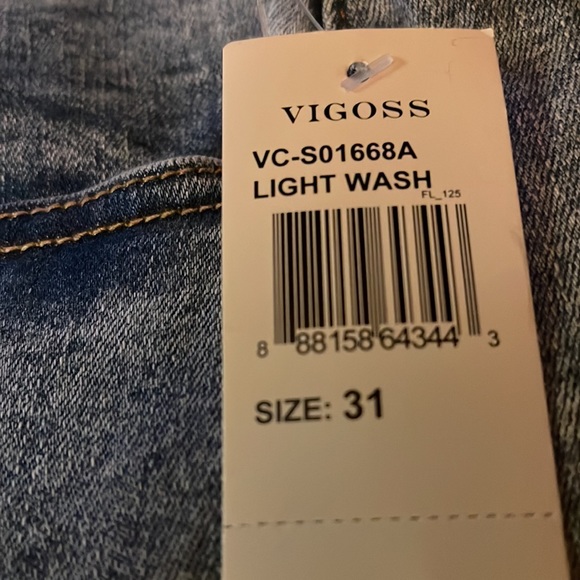 VIGOSS
VC-S01668A
LIGHT WASH
FL_125
8 88158 64344 3
SIZE: 31